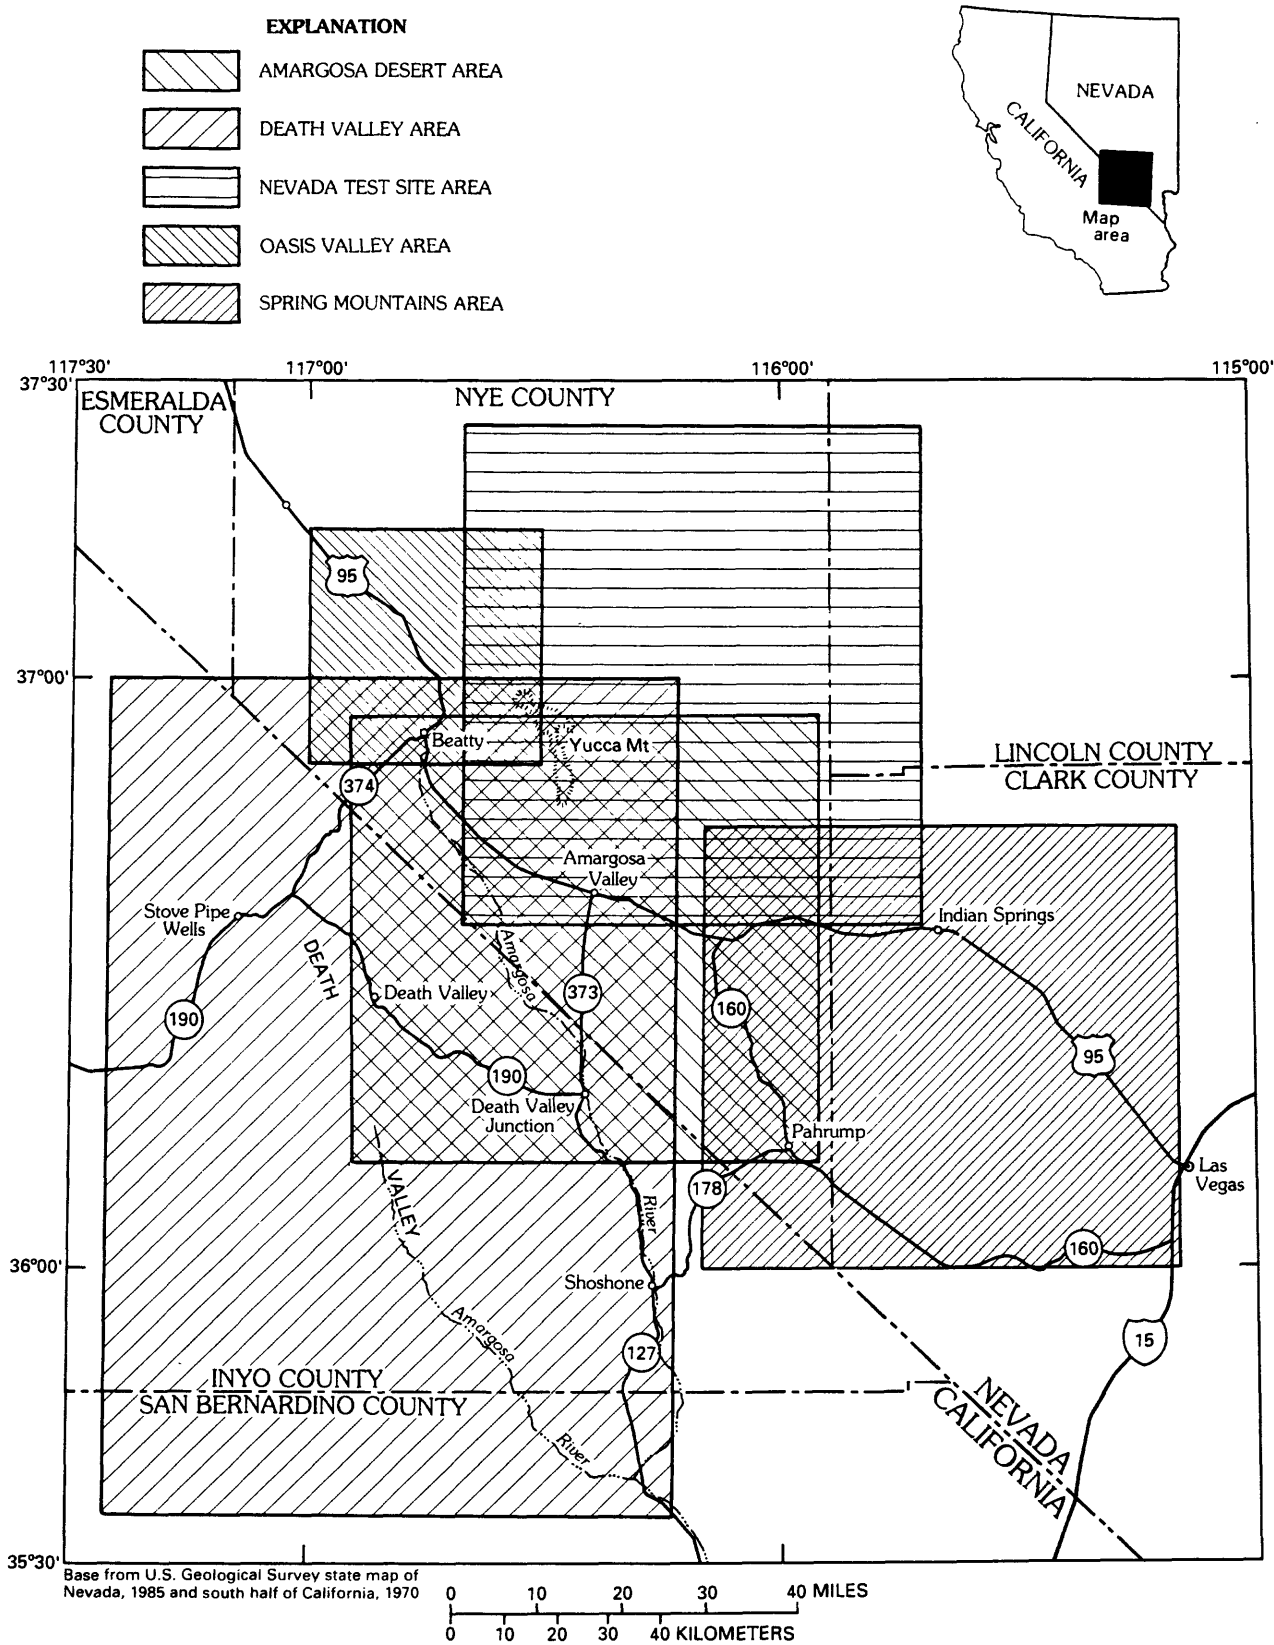 EXPLANATION
AMARGOSA DESERT AREA
DEATH VALLEY AREA
NEVADA TEST SITE AREA
OASIS VALLEY AREA
SPRING MOUNTAINS AREA
NEVADA
CALIFORNIA
Map
area
117°30'
117°00'
116°00'
115°00'
37°30'
ESMERALDA
COUNTY
NYE COUNTY
95
37°00'
Beatty
Yucca Mt
LINCOLN COUNTY
CLARK COUNTY
374
Amargosa
Valley
Stove Pipe
Wells
Indian Springs
DEATH
Amargosa
Death Valley
373
160
190
95
190
Death Valley
Junction
Pahrump
Las
Vegas
VALLEY
178
River
160
36°00'
Shoshone
Amargosa
127
15
INYO COUNTY
SAN BERNARDINO COUNTY
NEVADA
CALIFORNIA
River
35°30'
Base from U.S. Geological Survey state map of
Nevada, 1985 and south half of California, 1970
0 10 20 30 40 MILES
0 10 20 30 40 KILOMETERS